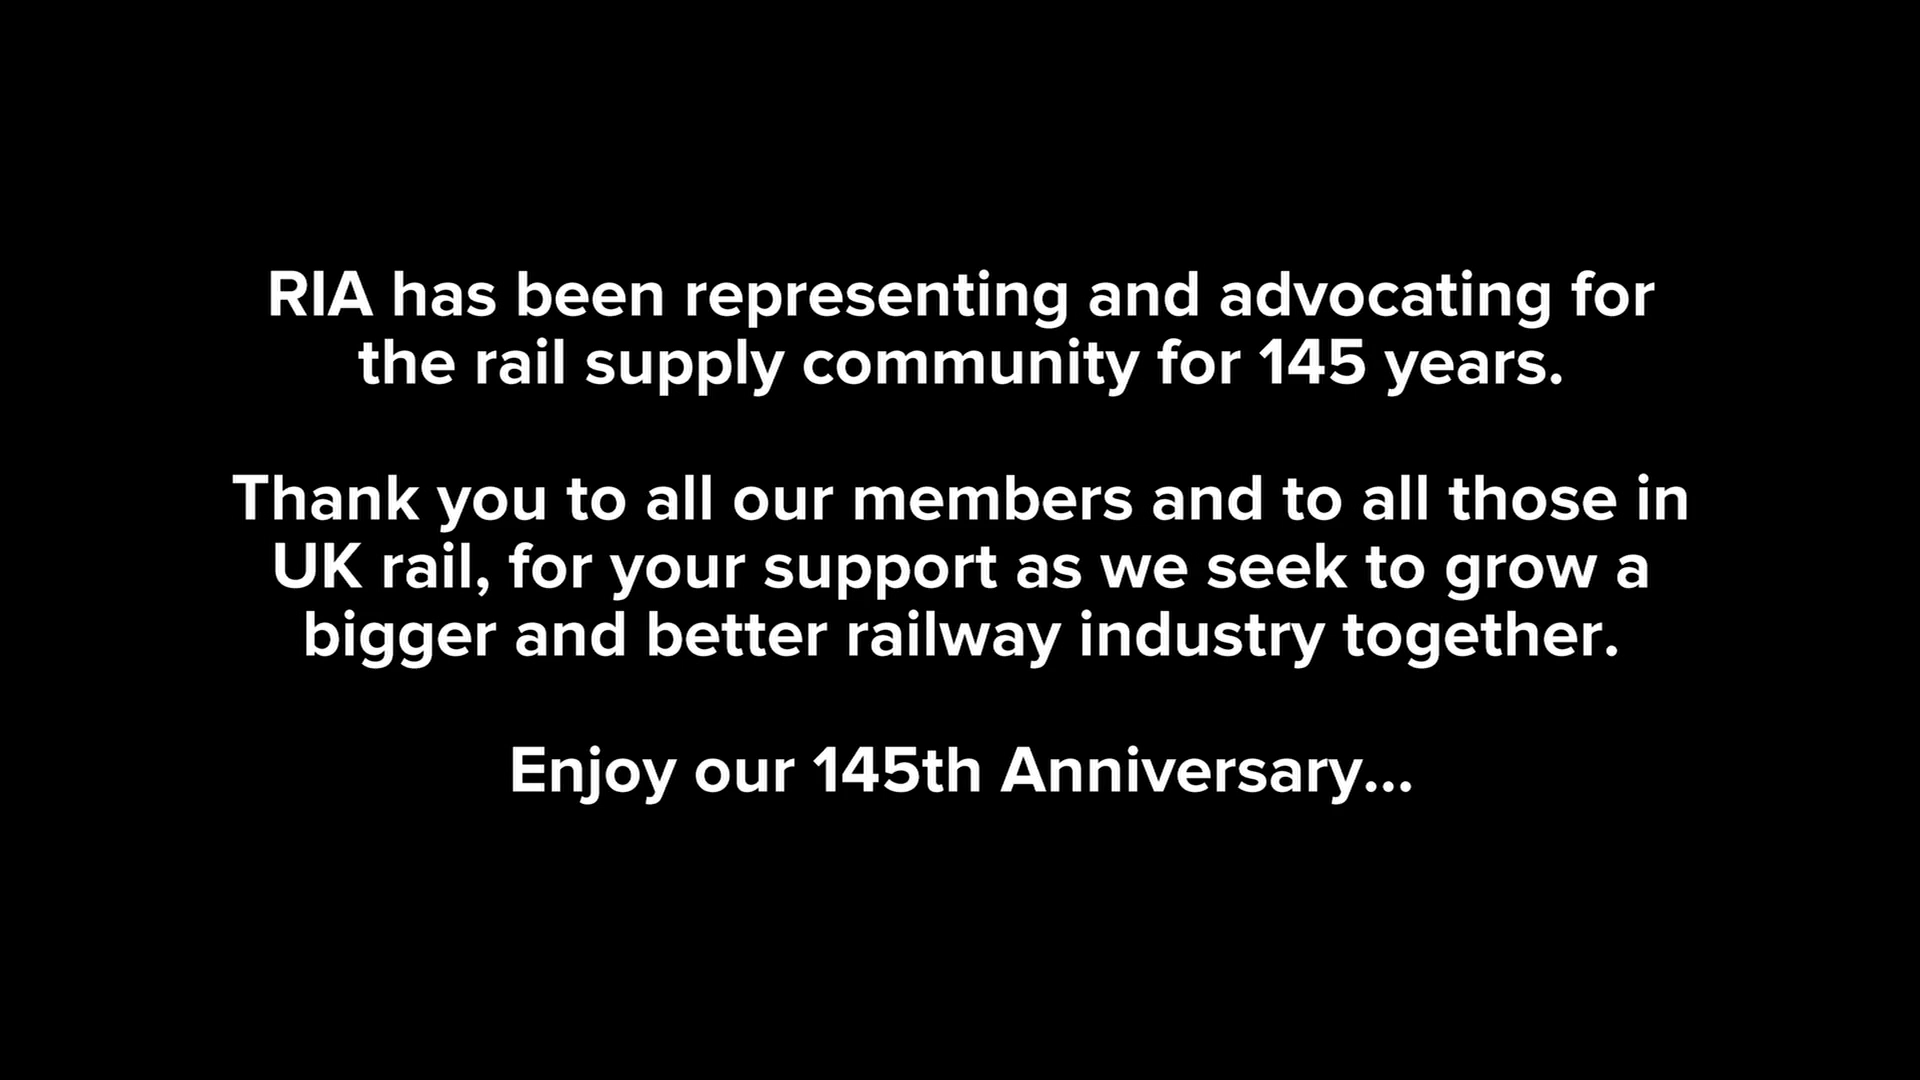 RIA has been representing and advocating for
the rail supply community for 145 years.
Thank you to all our members and to all those in
UK rail, for your support as we seek to grow a
bigger and better railway industry together.
Enjoy our 145th Anniversary...